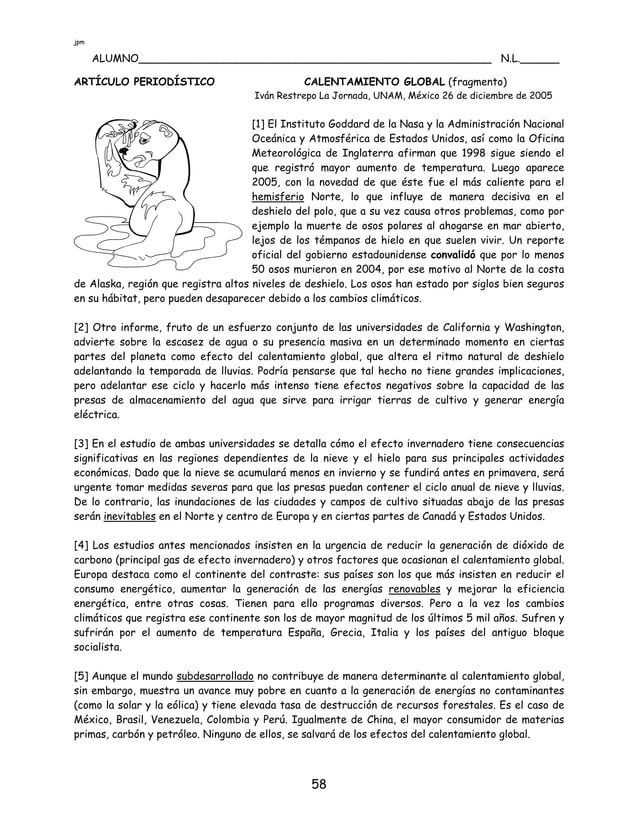 jpm
ALUMNO______________________________________________________ N.L.______
ARTÍCULO PERIODÍSTICO CALENTAMIENTO GLOBAL (fragmento)
Iván Restrepo La Jornada, UNAM, México 26 de diciembre de 2005
[1] El Instituto Goddard de la Nasa y la Administración Nacional
Oceánica y Atmosférica de Estados Unidos, así como la Oficina
Meteorológica de Inglaterra afirman que 1998 sigue siendo el
que registró mayor aumento de temperatura. Luego aparece
2005, con la novedad de que éste fue el más caliente para el
hemisferio Norte, lo que influye de manera decisiva en el
deshielo del polo, que a su vez causa otros problemas, como por
ejemplo la muerte de osos polares al ahogarse en mar abierto,
lejos de los témpanos de hielo en que suelen vivir. Un reporte
oficial del gobierno estadounidense convalidó que por lo menos
50 osos murieron en 2004, por ese motivo al Norte de la costa
de Alaska, región que registra altos niveles de deshielo. Los osos han estado por siglos bien seguros
en su hábitat, pero pueden desaparecer debido a los cambios climáticos.
[2] Otro informe, fruto de un esfuerzo conjunto de las universidades de California y Washington,
advierte sobre la escasez de agua o su presencia masiva en un determinado momento en ciertas
partes del planeta como efecto del calentamiento global, que altera el ritmo natural de deshielo
adelantando la temporada de lluvias. Podría pensarse que tal hecho no tiene grandes implicaciones,
pero adelantar ese ciclo y hacerlo más intenso tiene efectos negativos sobre la capacidad de las
presas de almacenamiento del agua que sirve para irrigar tierras de cultivo y generar energía
eléctrica.
[3] En el estudio de ambas universidades se detalla cómo el efecto invernadero tiene consecuencias
significativas en las regiones dependientes de la nieve y el hielo para sus principales actividades
económicas. Dado que la nieve se acumulará menos en invierno y se fundirá antes en primavera, será
urgente tomar medidas severas para que las presas puedan contener el ciclo anual de nieve y lluvias.
De lo contrario, las inundaciones de las ciudades y campos de cultivo situadas abajo de las presas
serán inevitables en el Norte y centro de Europa y en ciertas partes de Canadá y Estados Unidos.
[4] Los estudios antes mencionados insisten en la urgencia de reducir la generación de dióxido de
carbono (principal gas de efecto invernadero) y otros factores que ocasionan el calentamiento global.
Europa destaca como el continente del contraste: sus países son los que más insisten en reducir el
consumo energético, aumentar la generación de las energías renovables y mejorar la eficiencia
energética, entre otras cosas. Tienen para ello programas diversos. Pero a la vez los cambios
climáticos que registra ese continente son los de mayor magnitud de los últimos 5 mil años. Sufren y
sufrirán por el aumento de temperatura España, Grecia, Italia y los países del antiguo bloque
socialista.
[5] Aunque el mundo subdesarrollado no contribuye de manera determinante al calentamiento global,
sin embargo, muestra un avance muy pobre en cuanto a la generación de energías no contaminantes
(como la solar y la eólica) y tiene elevada tasa de destrucción de recursos forestales. Es el caso de
México, Brasil, Venezuela, Colombia y Perú. Igualmente de China, el mayor consumidor de materias
primas, carbón y petróleo. Ninguno de ellos, se salvará de los efectos del calentamiento global.
58